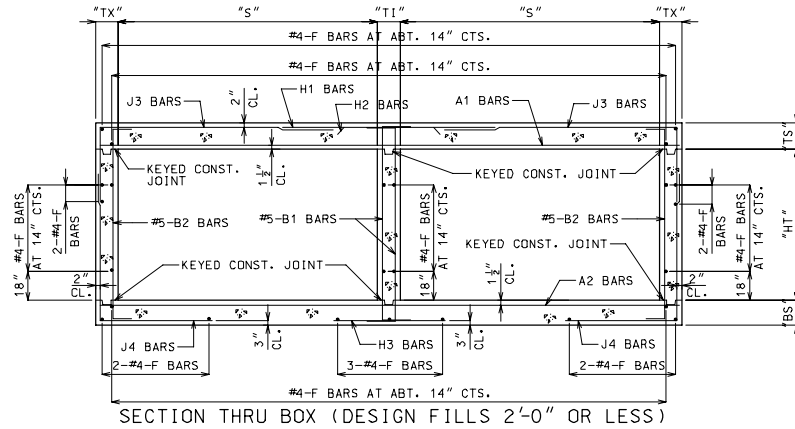 "TX" "S" "TI" "S" "TX"
#4-F BARS AT ABT. 14" CTS.
#4-F BARS AT ABT. 14" CTS.
J3 BARS
2" CL.
H1 BARS
H2 BARS
A1 BARS
J3 BARS
"TS"
KEYED CONST. JOINT
1 1/2" CL.
KEYED CONST. JOINT
#4-F BARS AT 14" CTS.
2-#4-F BARS
#5-B2 BARS
#5-B1 BARS
#4-F BARS AT 14" CTS.
#5-B2 BARS
#4-F BARS AT 14" CTS.
2-#4-F BARS
"HT"
KEYED CONST. JOINT
KEYED CONST. JOINT
18"
2" CL.
18"
1 1/2" CL.
A2 BARS
18"
2" CL.
"BS"
J4 BARS
3" CL.
H3 BARS
3" CL.
J4 BARS
2-#4-F BARS
3-#4-F BARS
2-#4-F BARS
#4-F BARS AT ABT. 14" CTS.
SECTION THRU BOX (DESIGN FILLS 2'-0" OR LESS)